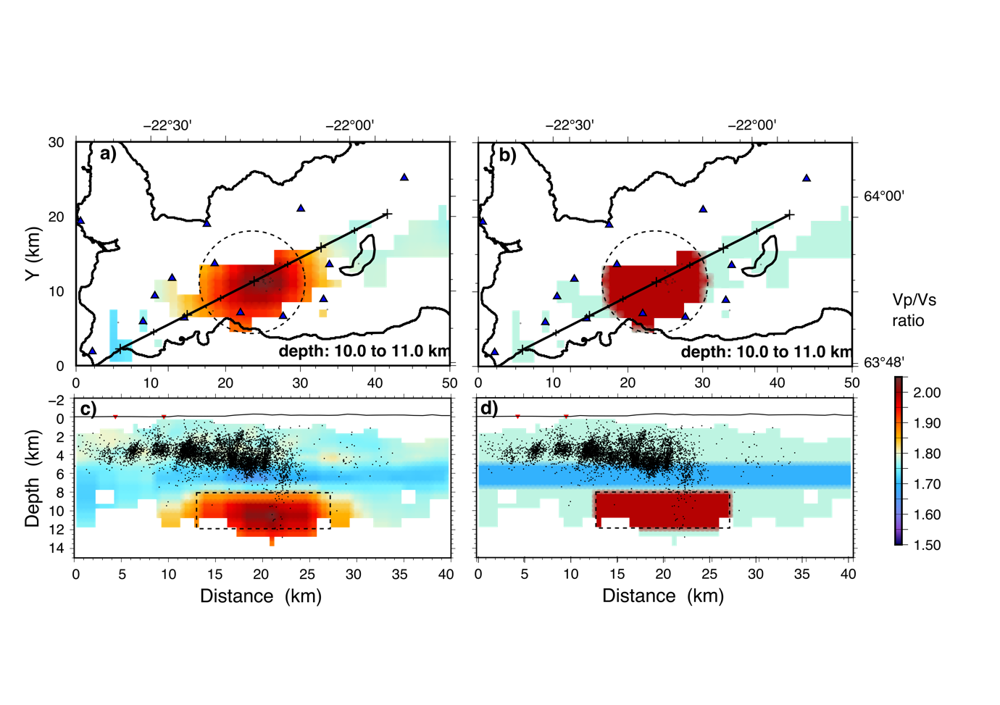 −22°30' −22°00' −22°30' −22°00'
30 a) b)
64°00'
20
Y (km)
10
Vp/Vs
ratio
depth: 10.0 to 11.0 km depth: 10.0 to 11.0 km
0 63°48'
0 10 20 30 40 50 0 10 20 30 40 50
−2 c) d)
0
2
4
6
8
10
12
14
Depth (km)
2.00
1.90
1.80
1.70
1.60
1.50
0 5 10 15 20 25 30 35 40 0 5 10 15 20 25 30 35 40
Distance (km) Distance (km)